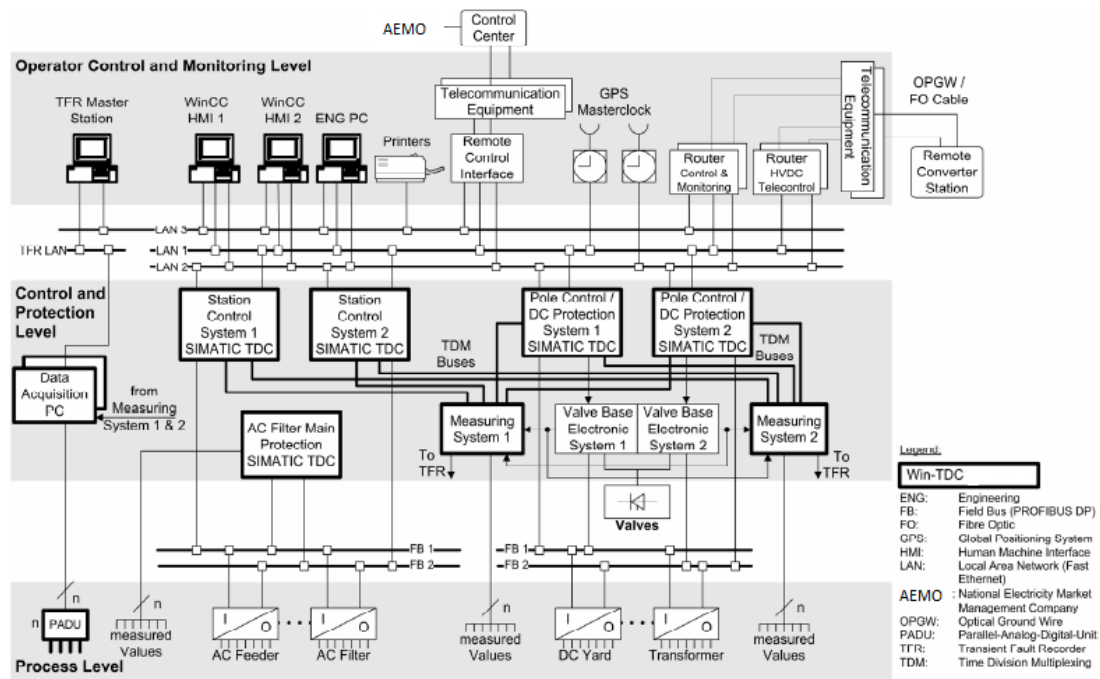 AEMO
Control
Center
Operator Control and Monitoring Level
TFR Master
Station
WinCC
HMI 1
WinCC
HMI 2
ENG PC
Printers
Telecommunication
Equipment
Remote
Control
Interface
GPS
Masterclock
Router
Control &
Monitoring
Router
HVDC
Telecontrol
Telecommunication
Equipment
OPGW /
FO Cable
Remote
Converter
Station
LAN 3
TFR LAN
LAN 1
LAN 2
Control and
Protection
Level
Station
Control
System 1
SIMATIC TDC
Station
Control
System 2
SIMATIC TDC
Pole Control /
DC Protection
System 1
SIMATIC TDC
Pole Control /
DC Protection
System 2
SIMATIC TDC
TDM
Buses
TDM
Buses
Data
Acquisition
PC
from
Measuring
System 1 & 2
AC Filter Main
Protection
SIMATIC TDC
Measuring
System 1
Valve Base
Electronic
System 1
Valve Base
Electronic
System 2
Measuring
System 2
To
TFR
To
TFR
Valves
FB 1
FB 2
FB 1
FB 2
n
n
PADU
n
measured
Values
I
O
AC Feeder
I
O
AC Filter
n
measured
Values
I
O
DC Yard
I
O
Transformer
n
measured
Values
Process Level
Legend:
Win-TDC
ENG: Engineering
FB: Field Bus (PROFIBUS DP)
FO: Fibre Optic
GPS: Global Positioning System
HMI: Human Machine Interface
LAN: Local Area Network (Fast
Ethernet)
AEMO : National Electricity Market
Management Company
OPGW: Optical Ground Wire
PADU: Parallel-Analog-Digital-Unit
TFR: Transient Fault Recorder
TDM: Time Division Multiplexing